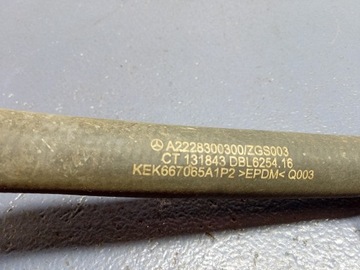 A2228300300/ZGS003
CT 131843 DBL6254.16
KEK667065A1P2 >EPDM< Q003